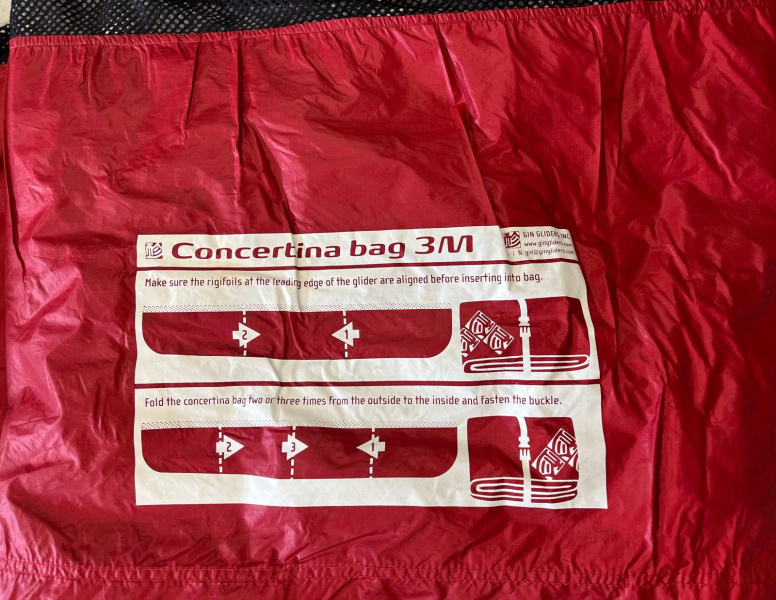 Concertina bag 3M
GIN GLIDERS INC.
www.gingliders.com
gin@gingliders.com
Make sure the rigifoils at the leading edge of the glider are aligned before inserting into bag.
2 1
Fold the concertina bag two or three times from the outside to the inside and fasten the buckle.
2 3 1